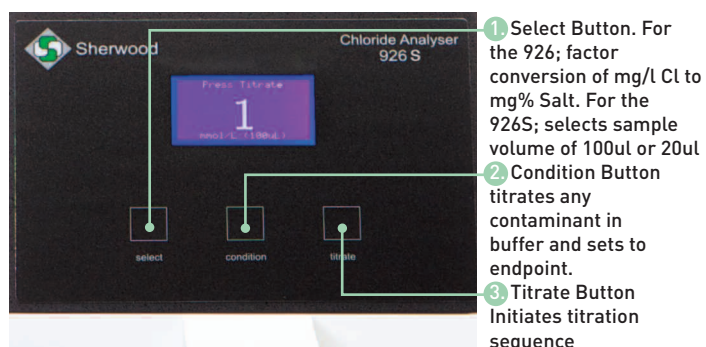 Sherwood
Chloride Analyser
926 S
Press Titrate
1
mmol/L (100uL)
select
condition
titrate
1. Select Button. For
the 926; factor
conversion of mg/l Cl to
mg% Salt. For the
926S; selects sample
volume of 100ul or 20ul
2. Condition Button
titrates any
contaminant in
buffer and sets to
endpoint.
3. Titrate Button
Initiates titration
sequence